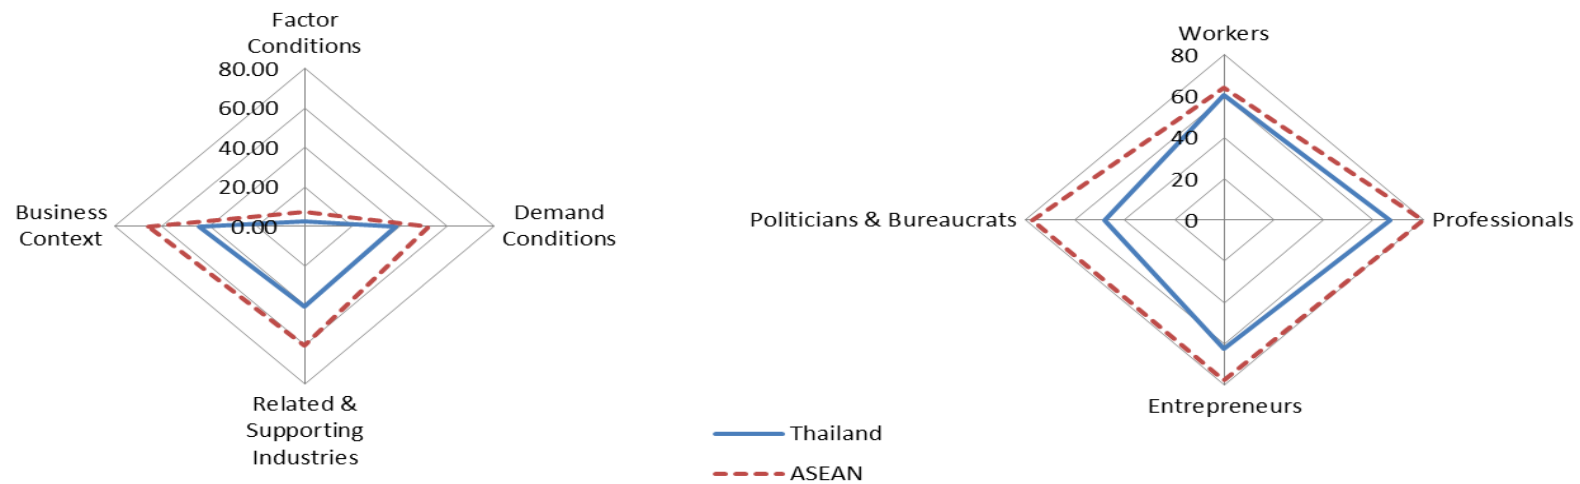 Factor
Conditions
80.00
60.00
40.00
20.00
0.00
Business
Context
Demand
Conditions
Related &
Supporting
Industries
Workers
80
60
40
20
0
Politicians & Bureaucrats
Professionals
Entrepreneurs
Thailand
ASEAN